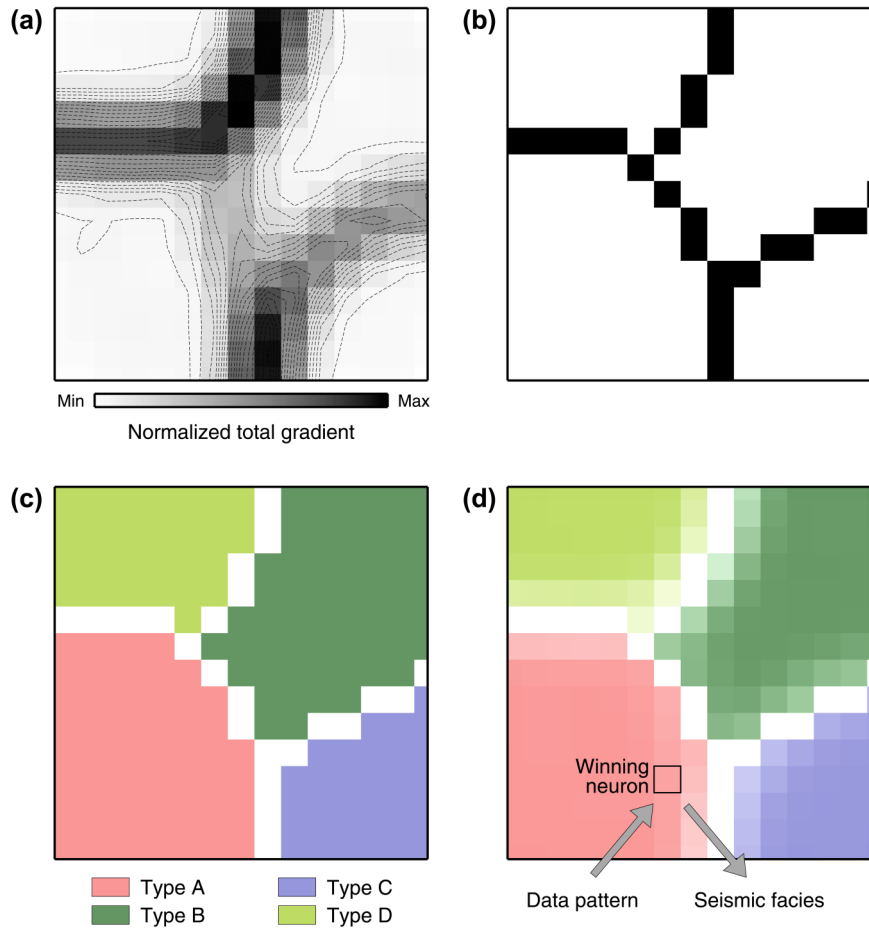 (a)
(b)
Min
Max
Normalized total gradient
(c)
(d)
Winning
neuron
Type A
Type C
Type B
Type D
Data pattern
Seismic facies